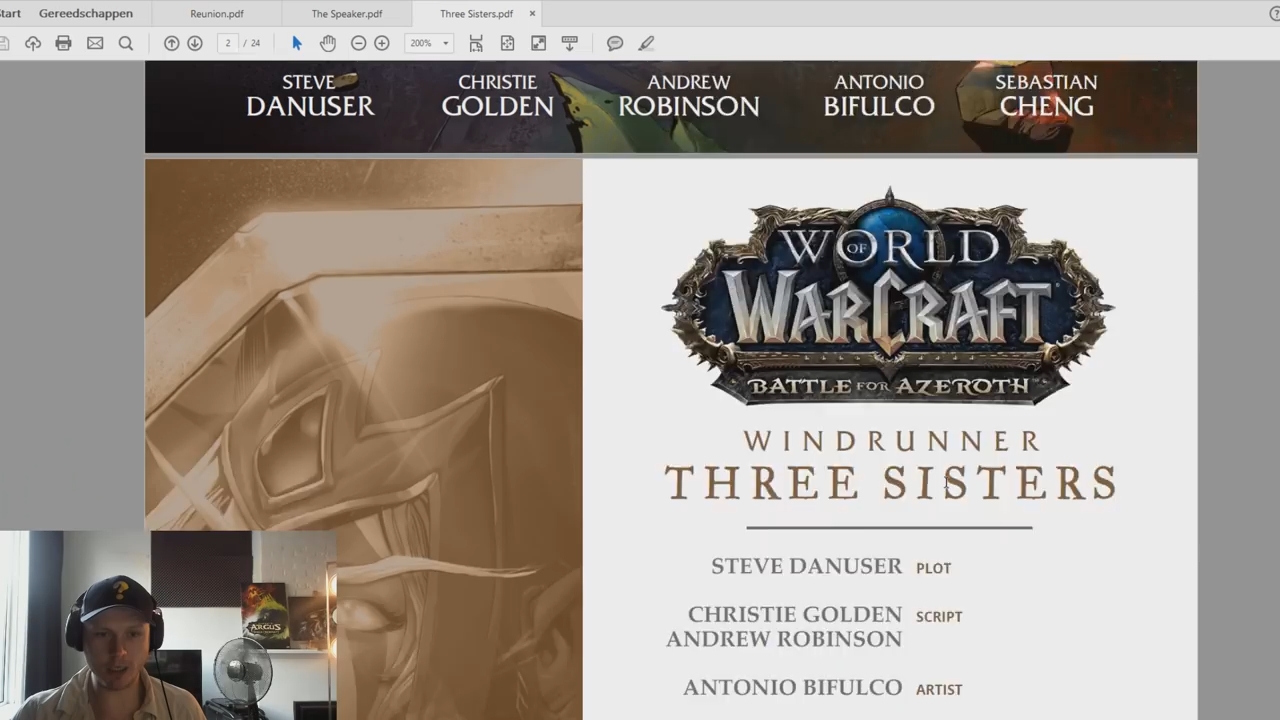 Start Gereedschappen Reunion.pdf The Speaker.pdf Three Sisters.pdf ×
2 / 24 200%
STEVE DANUSER
CHRISTIE GOLDEN
ANDREW ROBINSON
ANTONIO BIFULCO
SEBASTIAN CHENG
WORLD
OF
WARCRAFT
BATTLE FOR AZEROTH
WINDRUNNER
THREE SISTERS
STEVE DANUSER PLOT
CHRISTIE GOLDEN SCRIPT
ANDREW ROBINSON
ANTONIO BIFULCO ARTIST
?
ARGUS